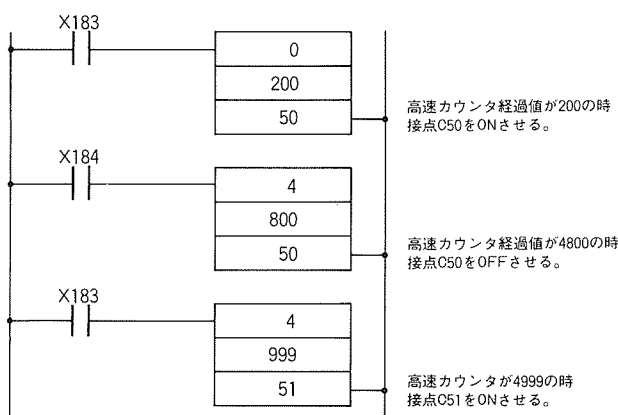 X183
0
200
50
高速カウンタ経過値が200の時
接点C50をONさせる。
X184
4
800
50
高速カウンタ経過値が4800の時
接点C50をOFFさせる。
X183
4
999
51
高速カウンタが4999の時
接点C51をONさせる。